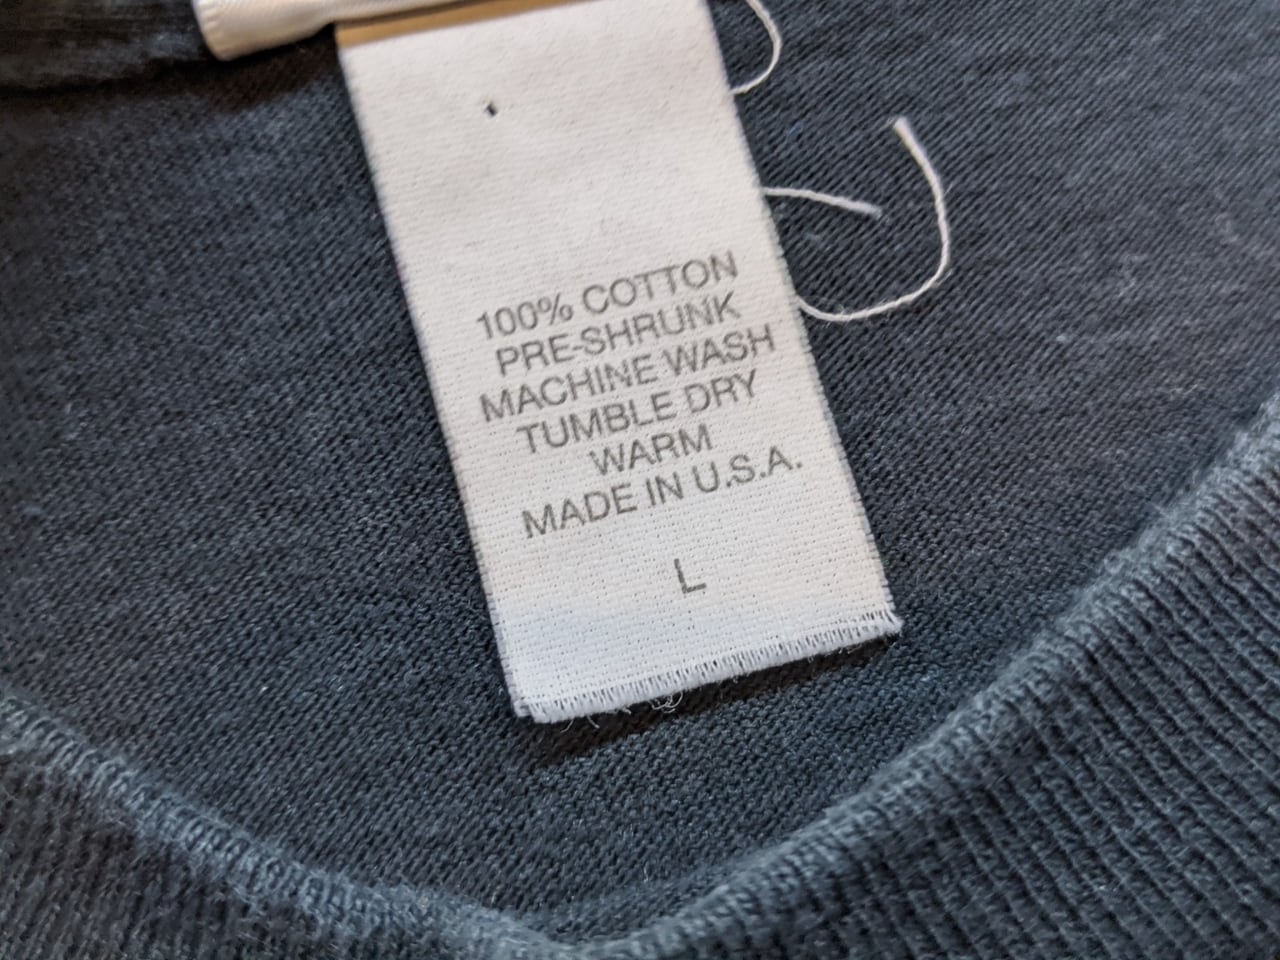 100% COTTON
PRE-SHRUNK
MACHINE WASH
TUMBLE DRY
WARM
MADE IN U.S.A.
L